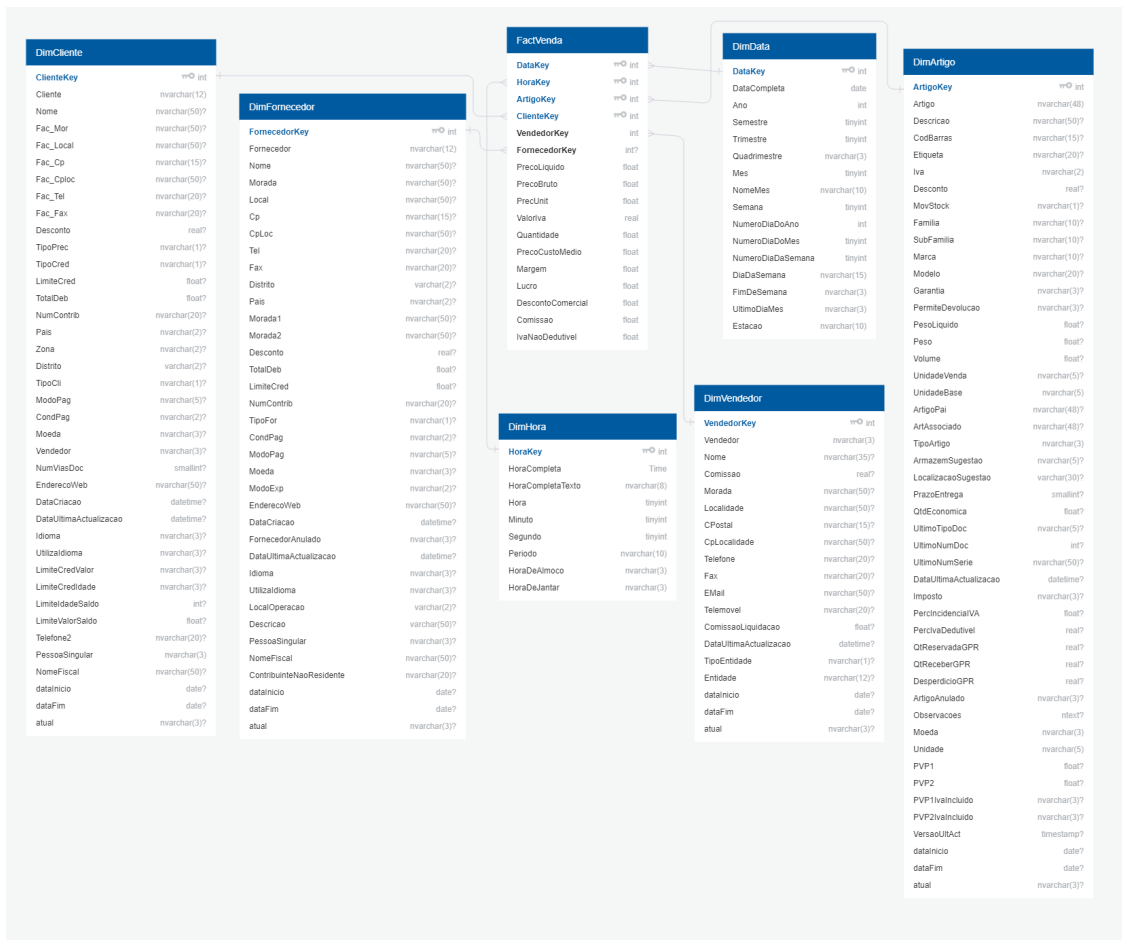 DimCliente
ClienteKey int
Cliente nvarchar(12)
Nome nvarchar(50)?
Fac_Mor nvarchar(50)?
Fac_Local nvarchar(50)?
Fac_Cp nvarchar(15)?
Fac_Cploc nvarchar(50)?
Fac_Tel nvarchar(20)?
Fac_Fax nvarchar(20)?
Desconto real?
TipoPrec nvarchar(1)?
TipoCred nvarchar(1)?
LimiteCred float?
TotalDeb float?
NumContrib nvarchar(20)?
Pais nvarchar(2)?
Zona nvarchar(2)?
Distrito varchar(2)?
TipoCli nvarchar(1)?
ModoPag nvarchar(5)?
CondPag nvarchar(2)?
Moeda nvarchar(3)?
Vendedor nvarchar(3)?
NumViasDoc smallint?
EnderecoWeb nvarchar(50)?
DataCriacao datetime?
DataUltimaActualizacao datetime?
Idioma nvarchar(3)?
UtilizaIdioma nvarchar(3)?
LimiteCredValor nvarchar(3)?
LimiteCredIdade nvarchar(3)?
LimiteIdadeSaldo int?
LimiteValorSaldo float?
Telefone2 nvarchar(20)?
PessoaSingular nvarchar(3)
NomeFiscal nvarchar(50)?
dataInicio date?
dataFim date?
atual nvarchar(3)?
DimFornecedor
FornecedorKey int
Fornecedor nvarchar(12)
Nome nvarchar(50)?
Morada nvarchar(50)?
Local nvarchar(50)?
Cp nvarchar(15)?
CpLoc nvarchar(50)?
Tel nvarchar(20)?
Fax nvarchar(20)?
Distrito varchar(2)?
Pais nvarchar(2)?
Morada1 nvarchar(50)?
Morada2 nvarchar(50)?
Desconto real?
TotalDeb float?
LimiteCred float?
NumContrib nvarchar(20)?
TipoFor nvarchar(1)?
CondPag nvarchar(2)?
ModoPag nvarchar(5)?
Moeda nvarchar(3)?
ModoExp nvarchar(2)?
EnderecoWeb nvarchar(50)?
DataCriacao datetime?
FornecedorAnulado nvarchar(3)?
DataUltimaActualizacao datetime?
Idioma nvarchar(3)?
UtilizaIdioma nvarchar(3)?
LocalOperacao varchar(2)?
Descricao varchar(50)?
PessoaSingular nvarchar(3)?
NomeFiscal nvarchar(50)?
ContribuinteNaoResidente nvarchar(20)?
dataInicio date?
dataFim date?
atual nvarchar(3)?
FactVenda
DataKey int
HoraKey int
ArtigoKey int
ClienteKey int
VendedorKey int
FornecedorKey int?
PrecoLiquido float
PrecoBruto float
PrecUnit float
ValorIva real
Quantidade float
PrecoCustoMedio float
Margem float
Lucro float
DescontoComercial float
Comissao float
IvaNaoDedutivel float
DimHora
HoraKey int
HoraCompleta Time
HoraCompletaTexto nvarchar(8)
Hora tinyint
Minuto tinyint
Segundo tinyint
Periodo nvarchar(10)
HoraDeAlmoco nvarchar(3)
HoraDeJantar nvarchar(3)
DimData
DataKey int
DataCompleta date
Ano int
Semestre tinyint
Trimestre tinyint
Quadrimestre nvarchar(3)
Mes tinyint
NomeMes nvarchar(10)
Semana tinyint
NumeroDiaDoAno int
NumeroDiaDoMes tinyint
NumeroDiaDaSemana tinyint
DiaDaSemana nvarchar(15)
FimDeSemana nvarchar(3)
UltimoDiaMes nvarchar(3)
Estacao nvarchar(10)
DimVendedor
VendedorKey int
Vendedor nvarchar(3)
Nome nvarchar(35)?
Comissao real?
Morada nvarchar(50)?
Localidade nvarchar(50)?
CPostal nvarchar(15)?
CpLocalidade nvarchar(50)?
Telefone nvarchar(20)?
Fax nvarchar(20)?
EMail nvarchar(50)?
Telemovel nvarchar(20)?
ComissaoLiquidacao float?
DataUltimaActualizacao datetime?
TipoEntidade nvarchar(1)?
Entidade nvarchar(12)?
dataInicio date?
dataFim date?
atual nvarchar(3)?
DimArtigo
ArtigoKey int
Artigo nvarchar(48)
Descricao nvarchar(50)?
CodBarras nvarchar(15)?
Etiqueta nvarchar(20)?
Iva nvarchar(2)
Desconto real?
MovStock nvarchar(1)?
Familia nvarchar(10)?
SubFamilia nvarchar(10)?
Marca nvarchar(10)?
Modelo nvarchar(20)?
Garantia nvarchar(3)?
PermiteDevolucao nvarchar(3)?
PesoLiquido float?
Peso float?
Volume float?
UnidadeVenda nvarchar(5)?
UnidadeBase nvarchar(5)
ArtigoPai nvarchar(48)?
ArtAssociado nvarchar(48)?
TipoArtigo nvarchar(3)
ArmazemSugestao nvarchar(5)?
LocalizacaoSugestao varchar(30)?
PrazoEntrega smallint?
QtdEconomica float?
UltimoTipoDoc nvarchar(5)?
UltimoNumDoc int?
UltimoNumSerie nvarchar(50)?
DataUltimaActualizacao datetime?
Imposto nvarchar(3)?
PercIncidenciaIVA float?
PercIvaDedutivel real?
QtReservadaGPR real?
QtReceberGPR real?
DesperdicioGPR real?
ArtigoAnulado nvarchar(3)?
Observacoes ntext?
Moeda nvarchar(3)
Unidade nvarchar(5)
PVP1 float?
PVP2 float?
PVP1IvaIncluido nvarchar(3)?
PVP2IvaIncluido nvarchar(3)?
VersaoUltAct timestamp?
dataInicio date?
dataFim date?
atual nvarchar(3)?